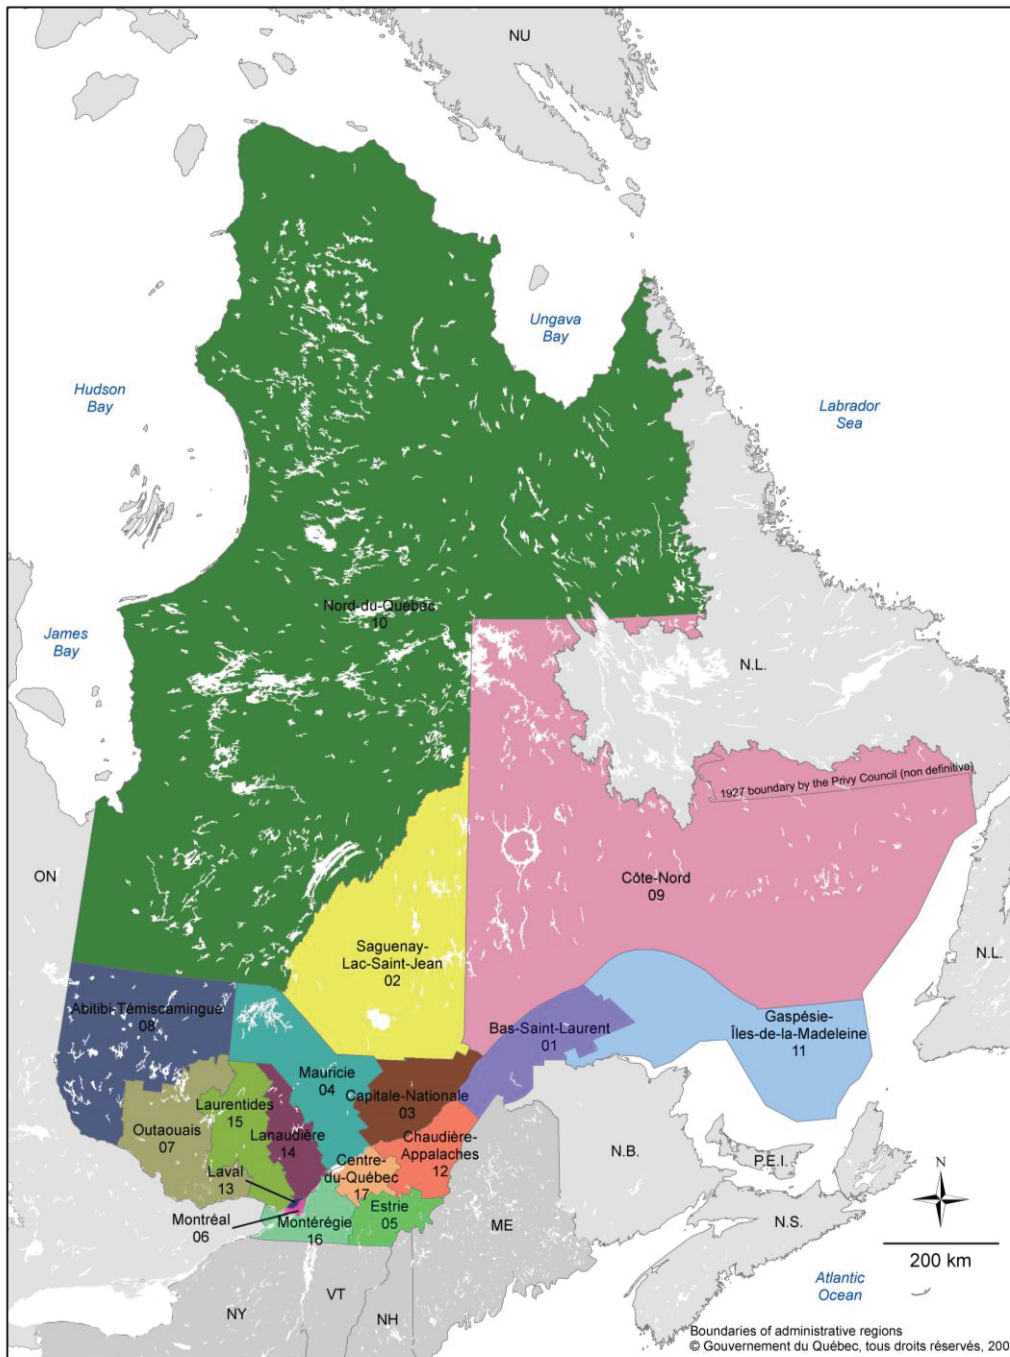 NU
Ungava
Bay
Hudson
Bay
Labrador
Sea
Nord-du-Québec
10
James
Bay
N.L.
1927 boundary by the Privy Council (non definitive)
ON
Côte-Nord
09
Saguenay-
Lac-Saint-Jean
02
N.L.
Abitibi-Témiscamingue
08
Gaspésie-
Îles-de-la-Madeleine
11
Bas-Saint-Laurent
01
Mauricie
04
Capitale-Nationale
03
Laurentides
15
Outaouais
07
Lanaudière
14
Chaudière-
Appalaches
12
Centre-
du-Québec
17
Laval
13
Estrie
05
Montréal
06
Montérégie
16
N.B.
P.E.I.
N
N.S.
ME
200 km
Atlantic
Ocean
VT
NY
NH
Boundaries of administrative regions
© Gouvernement du Québec, tous droits réservés, 200